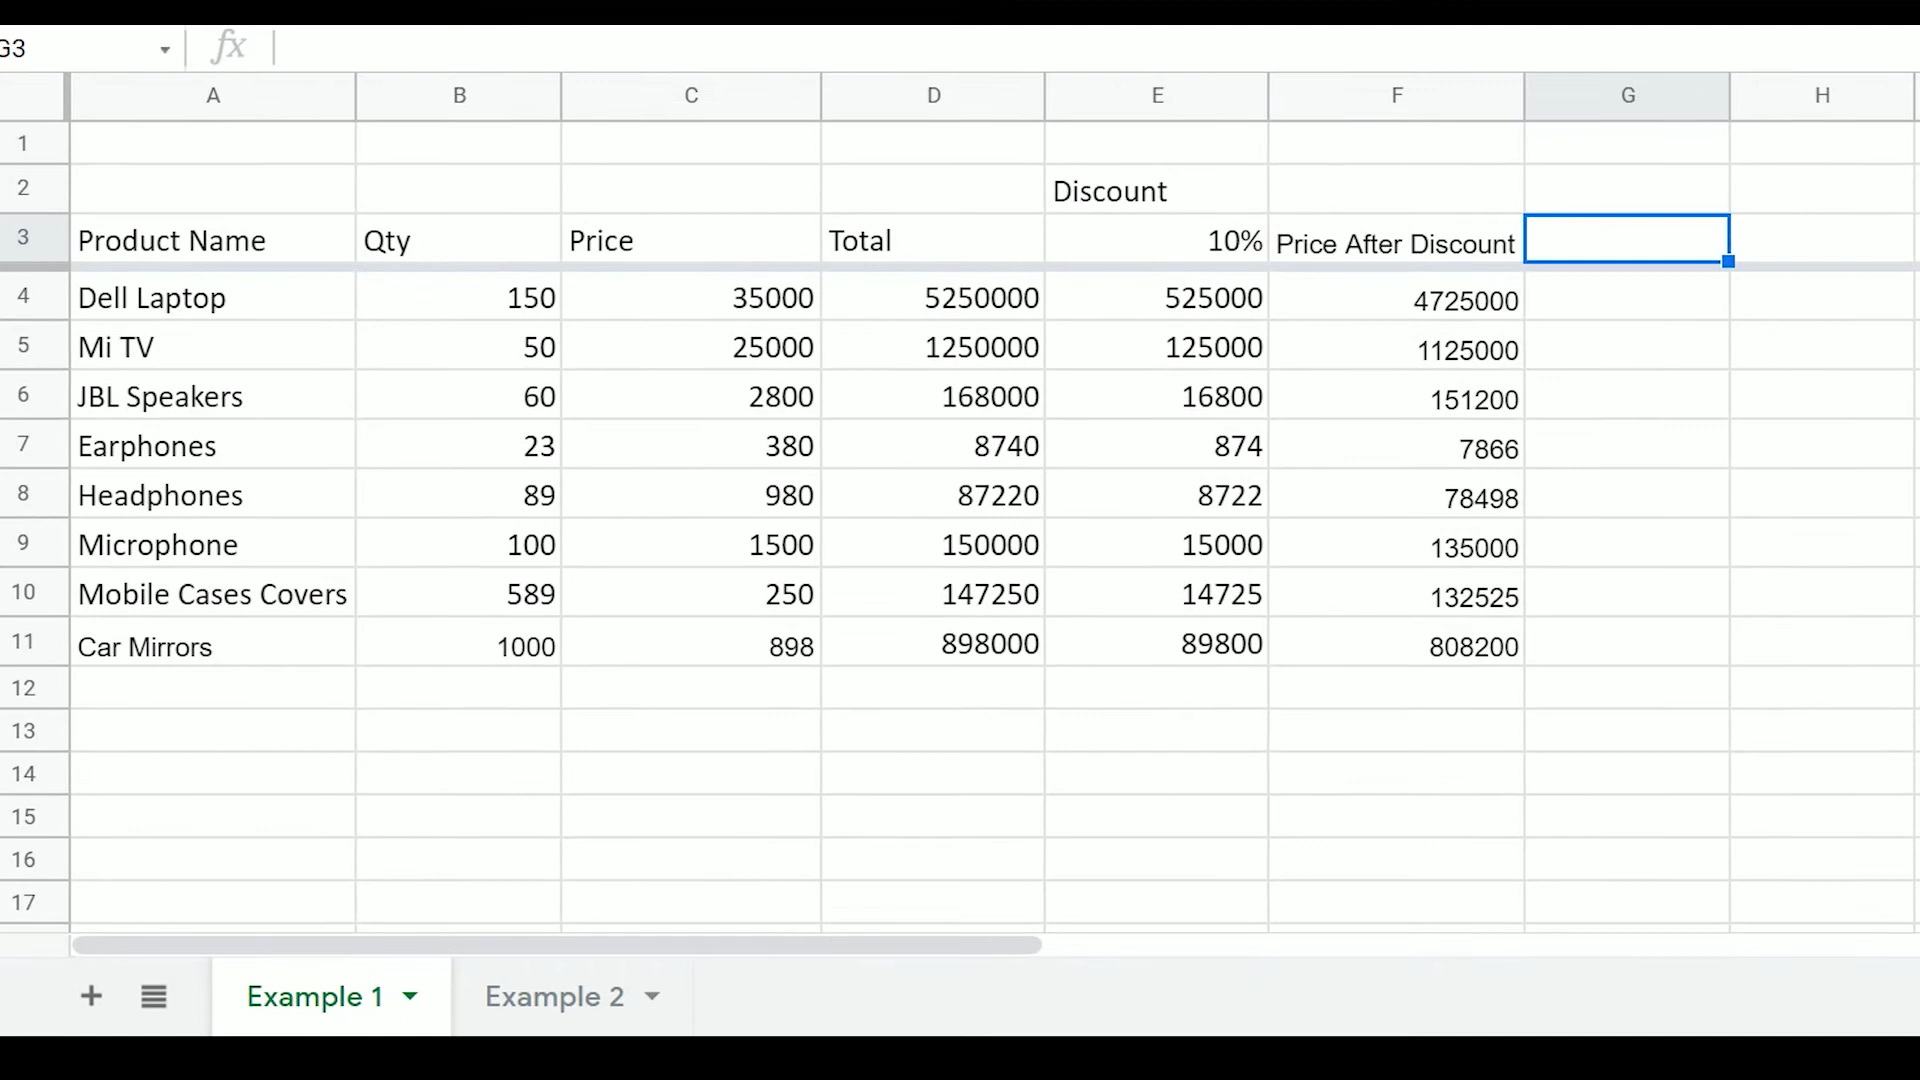 G3 fx
A B C D E F G H
1
2 Discount
3 Product Name Qty Price Total 10% Price After Discount
4 Dell Laptop 150 35000 5250000 525000 4725000
5 Mi TV 50 25000 1250000 125000 1125000
6 JBL Speakers 60 2800 168000 16800 151200
7 Earphones 23 380 8740 874 7866
8 Headphones 89 980 87220 8722 78498
9 Microphone 100 1500 150000 15000 135000
10 Mobile Cases Covers 589 250 147250 14725 132525
11 Car Mirrors 1000 898 898000 89800 808200
12
13
14
15
16
17
+ Example 1 Example 2